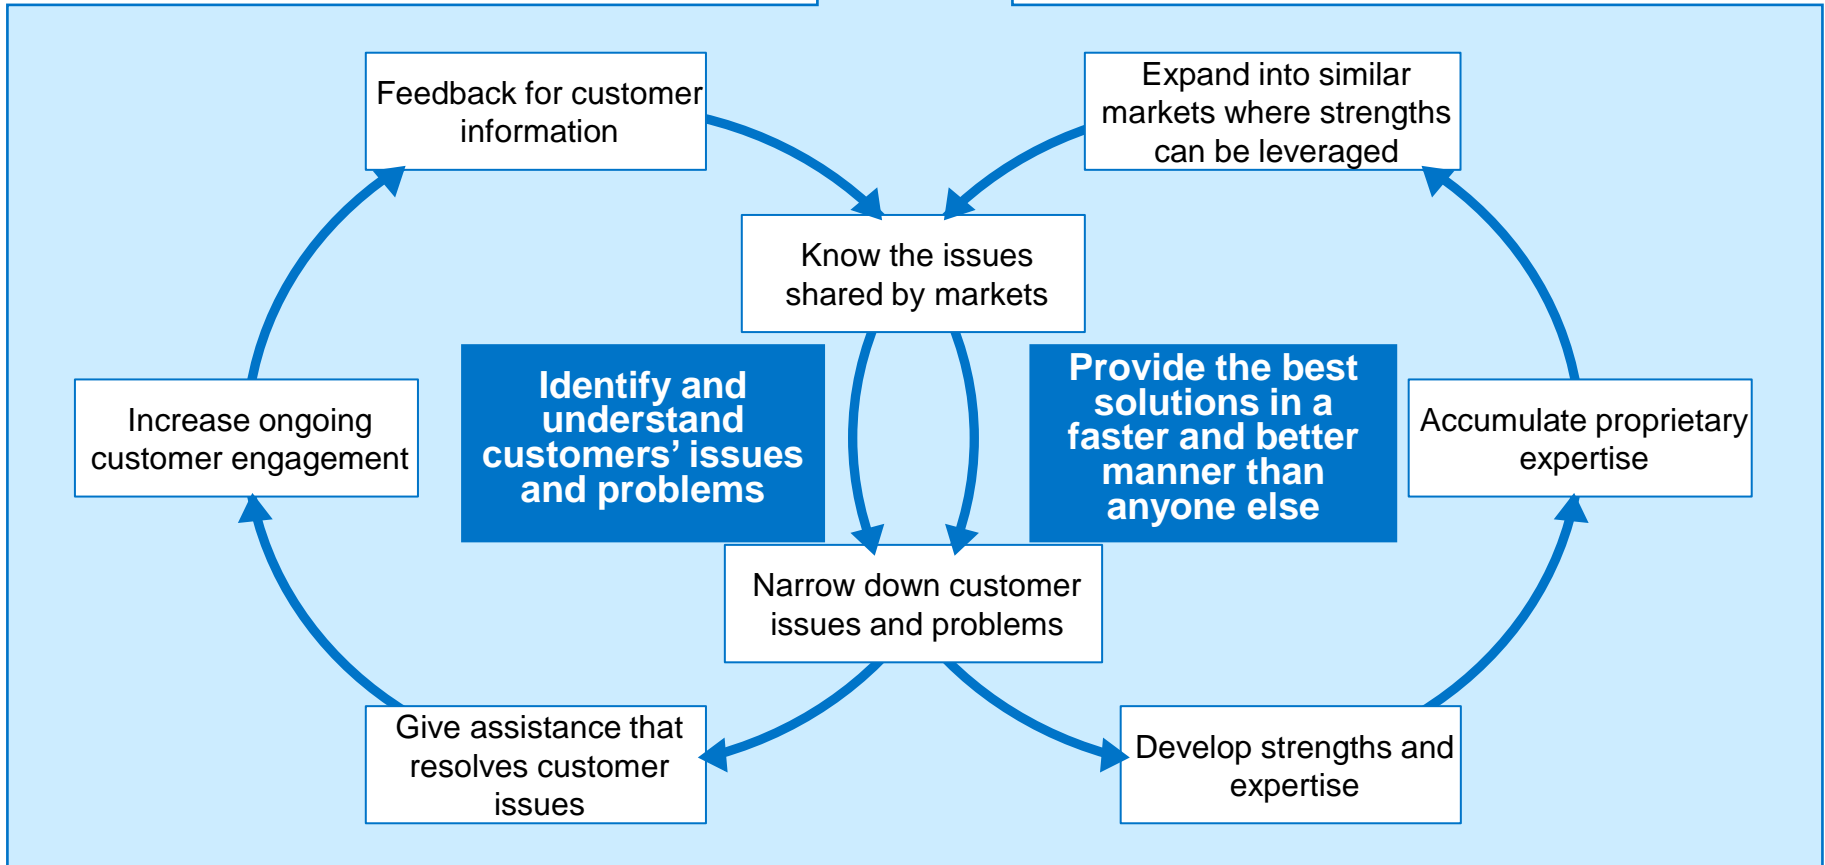 Feedback for customer
information
Expand into similar
markets where strengths
can be leveraged
Know the issues
shared by markets
Identify and
understand
customers’ issues
and problems
Provide the best
solutions in a
faster and better
manner than
anyone else
Increase ongoing
customer engagement
Accumulate proprietary
expertise
Narrow down customer
issues and problems
Give assistance that
resolves customer
issues
Develop strengths and
expertise